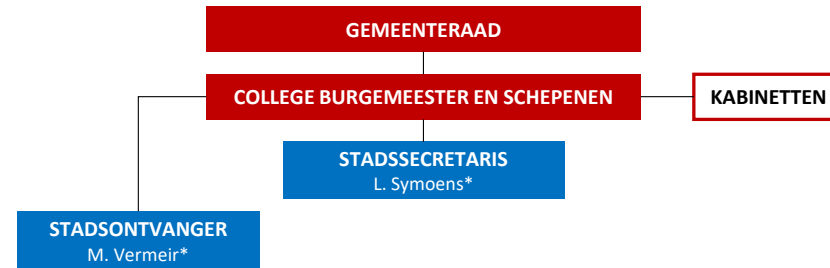 GEMEENTERAAD
COLLEGE BURGEMEESTER EN SCHEPENEN
KABINETTEN
STADSSECRETARIS
L. Symoens*
STADSONTVANGER
M. Vermeir*